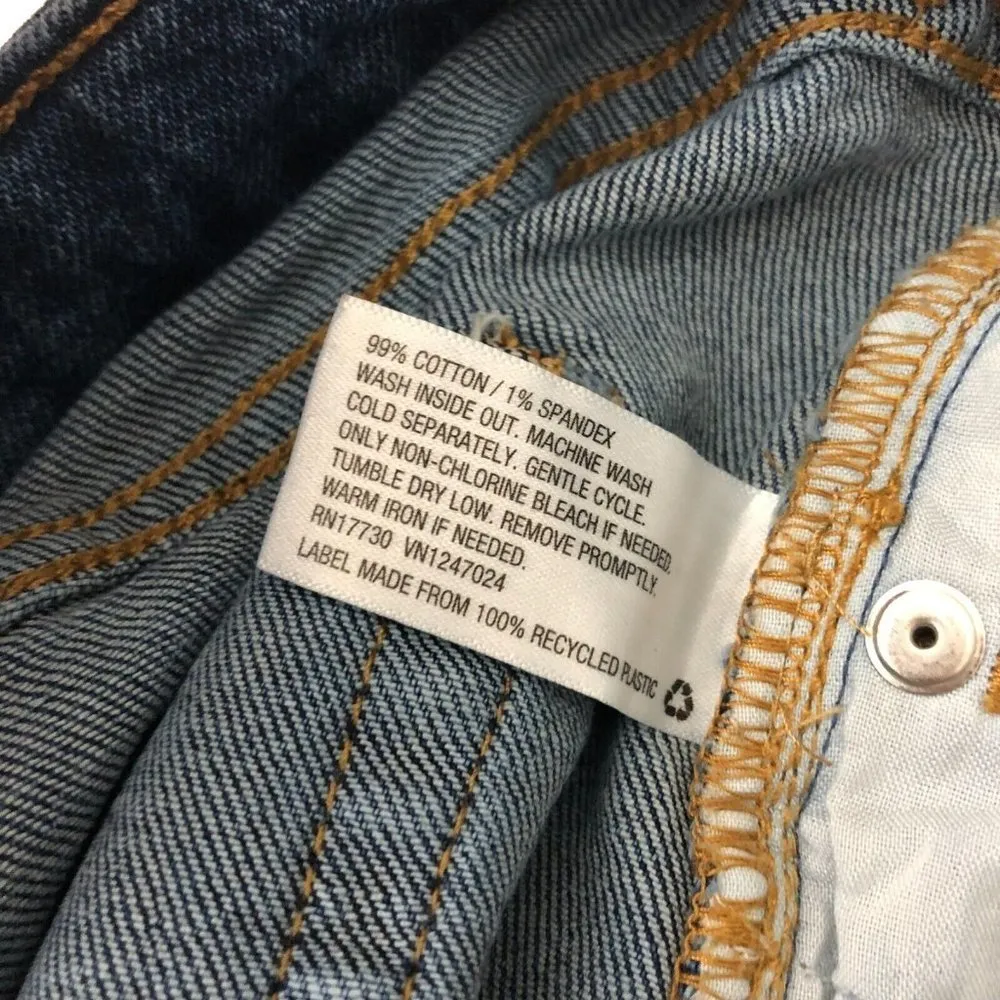 99% COTTON / 1% SPANDEX
WASH INSIDE OUT. MACHINE WASH
COLD SEPARATELY. GENTLE CYCLE.
ONLY NON-CHLORINE BLEACH IF NEEDED.
TUMBLE DRY LOW. REMOVE PROMPTLY.
WARM IRON IF NEEDED.
RN17730 VN1247024
LABEL MADE FROM 100% RECYCLED PLASTIC